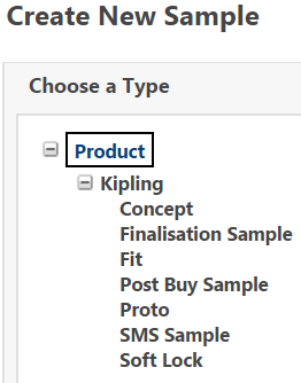 Create New Sample
Choose a Type
Product
Kipling
Concept
Finalisation Sample
Fit
Post Buy Sample
Proto
SMS Sample
Soft Lock